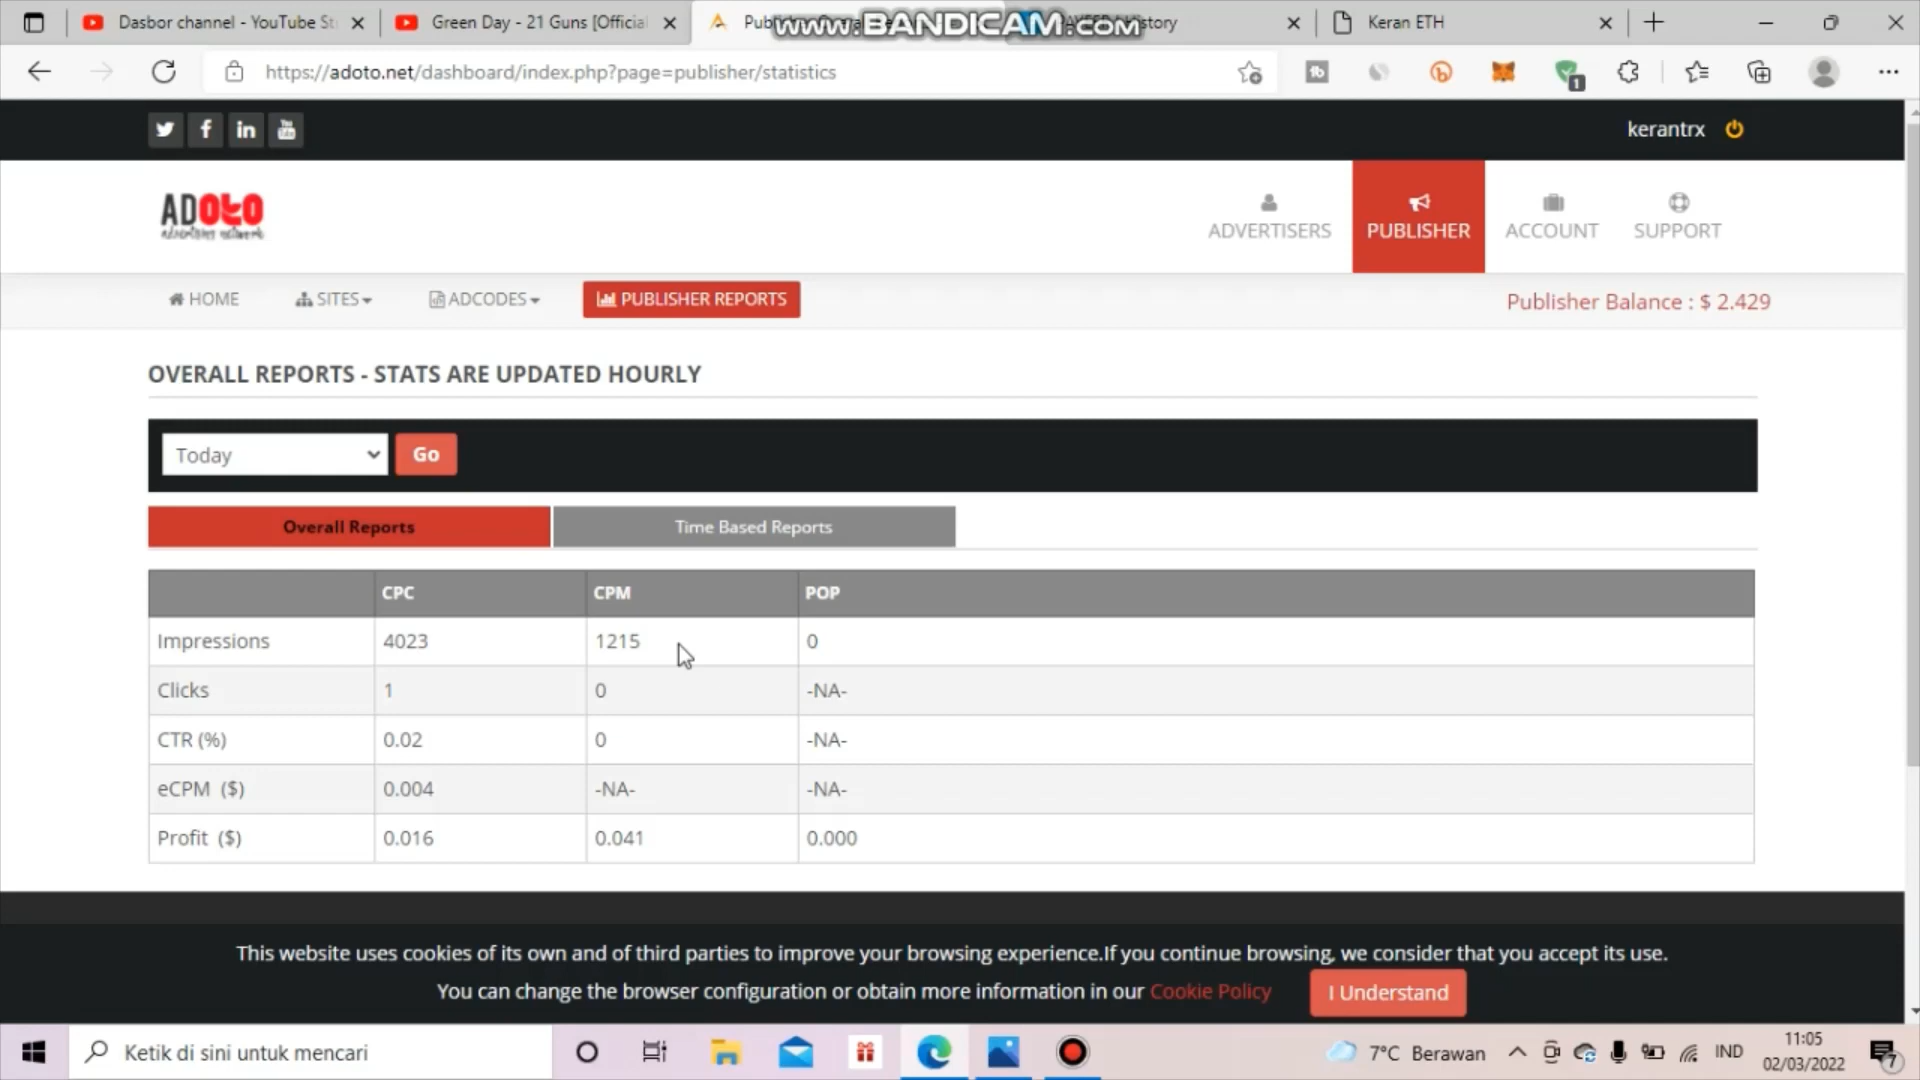 Dasbor channel - YouTube St
Green Day - 21 Guns [Official
www.BANDICAM.com
Keran ETH
https://adoto.net/dashboard/index.php?page=publisher/statistics
1
kerantrx
ADOTO
advertising network
ADVERTISERS
PUBLISHER
ACCOUNT
SUPPORT
HOME
SITES
ADCODES
PUBLISHER REPORTS
Publisher Balance : $ 2.429
OVERALL REPORTS - STATS ARE UPDATED HOURLY
Today
Go
Overall Reports
Time Based Reports
CPC CPM POP
Impressions 4023 1215 0
Clicks 1 0 -NA-
CTR (%) 0.02 0 -NA-
eCPM ($) 0.004 -NA- -NA-
Profit ($) 0.016 0.041 0.000
This website uses cookies of its own and of third parties to improve your browsing experience.If you continue browsing, we consider that you accept its use.
You can change the browser configuration or obtain more information in our Cookie Policy
I Understand
Ketik di sini untuk mencari
7°C Berawan
IND
11:05
02/03/2022
7